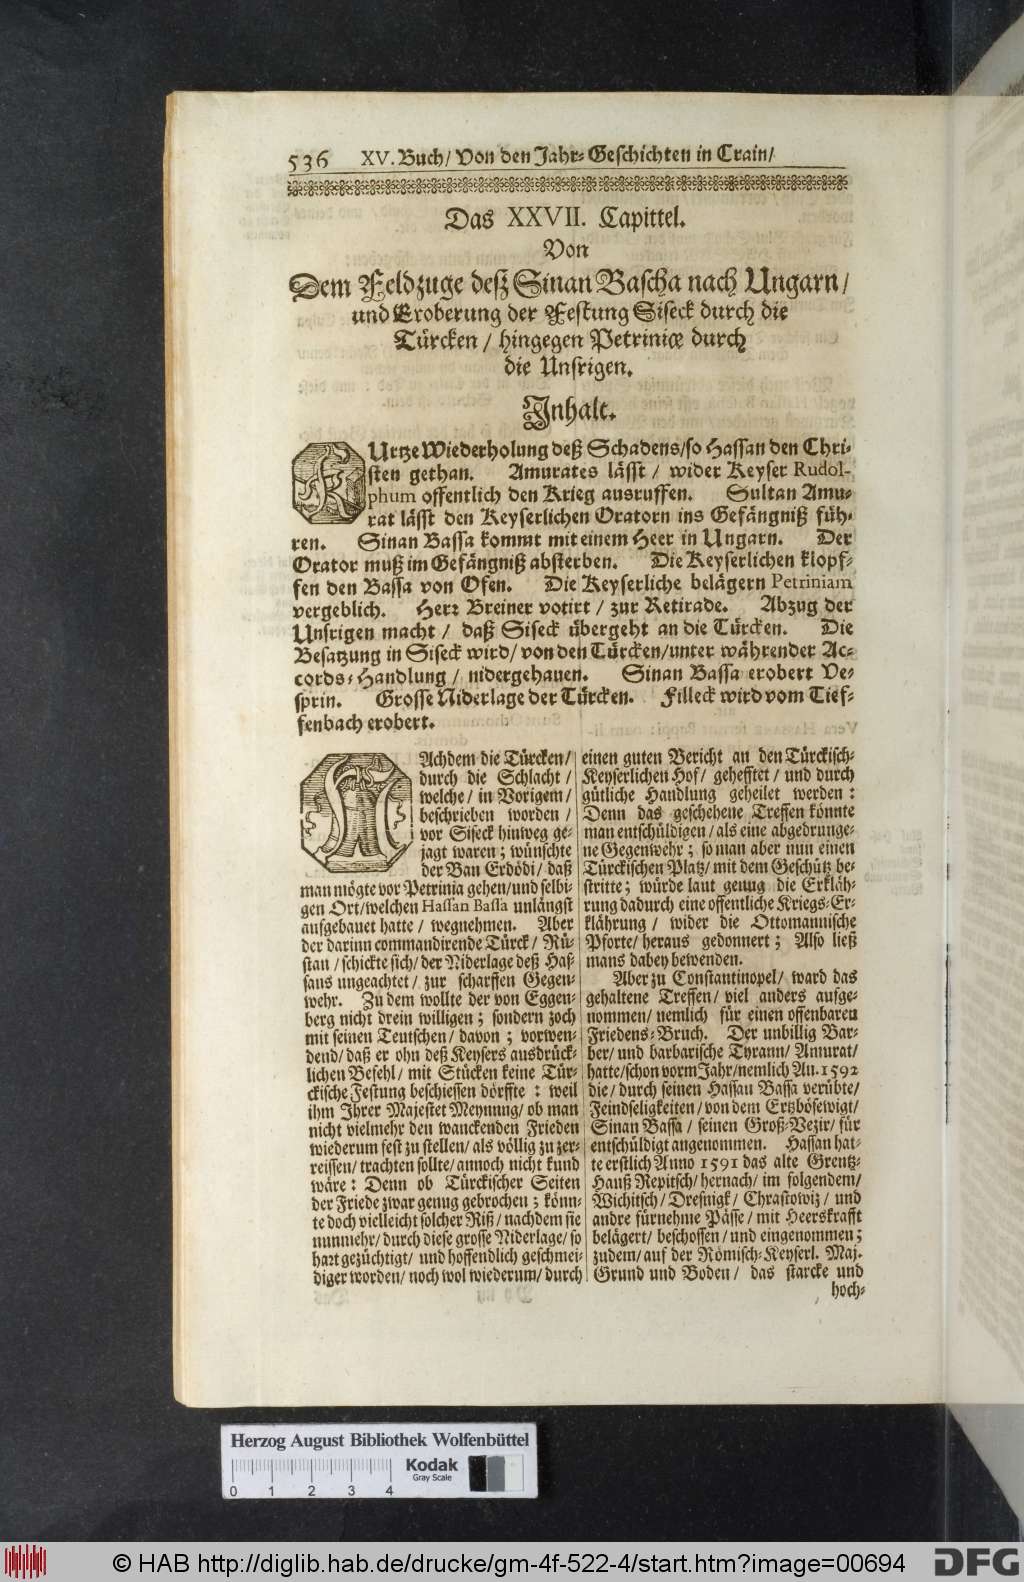 536 XV. Buch/ Von den Jahr-Geschichten in Crain/
Das XXVII. Capittel.
Von
Dem Feldzuge deß Sinan Bascha nach Ungarn/
und Eroberung der Festung Siseck durch die
Türcken/ hingegen Petriniæ durch
die Unsrigen.
Inhalt.
KUrtze Wiederholung deß Schadens/so Hassan den Chri-
sten gethan. Amurates lässt/ wider Keyser Rudol-
phum offentlich den Krieg ausruffen. Sultan Amu-
rat lässt den Keyserlichen Oratorn ins Gefängniß füh-
ren. Sinan Bassa kommt mit einem Heer in Ungarn. Der
Orator muß im Gefängniß absterben. Die Keyserlichen klopf-
fen den Bassa von Ofen. Die Keyserliche belägern Petriniam
vergeblich. Herr Breiner votirt/ zur Retirade. Abzug der
Unsrigen macht/ daß Siseck übergeht an die Türcken. Die
Besatzung in Siseck wird/ von den Türcken/unter währender Ac-
cords-Handlung/ nidergehauen. Sinan Bassa erobert Ve-
sprin. Grosse Niderlage der Türcken. Filleck wird vom Tief-
fenbach erobert.
NAchdem die Türcken/
durch die Schlacht/
welche/ in Vorigem/
beschrieben worden/
vor Siseck hinweg ge-
jagt waren; wünschte
der Ban Erdödi/ daß
man mögte vor Petrinia gehen/und selbi-
gen Ort/welchen Hassan Bassa unlängst
aufgebauet hatte/ wegnehmen. Aber
der darinn commandirende Türck/ Rü-
stan/ schickte sich/ der Niderlage deß Has-
sans ungeachtet/ zur scharffen Gegen-
wehr. Zu dem wollte der von Eggen-
berg nicht drein willigen; sondern zoch
mit seinen Teutschen/ davon; vorwen-
dend/ daß er ohn deß Keysers ausdrück-
lichen Befehl/ mit Stücken keine Tür-
ckische Festung beschiessen dörffte: weil
ihm Ihrer Majestet Meynung/ ob man
nicht vielmehr den wanckenden Frieden
wiederum fest zu stellen/ als völlig zu zer-
reissen/ trachten sollte/ annoch nicht kund
wäre: Denn ob Türckischer Seiten
der Friede zwar genug gebrochen; könn-
te doch vielleicht solcher Riß/ nachdem sie
nunmehr/ durch diese grosse Niderlage/ so
hart gezüchtigt/ und hoffendlich geschmei-
diger worden/ noch wol wiederum/ durch
einen guten Bericht an den Türckisch-
Keyserlichen Hof/ gehefftet/ und durch
gütliche Handlung geheilet werden:
Denn das geschehene Treffen könnte
man entschüldigen/ als eine abgedrunge-
ne Gegenwehr; so man aber nun einen
Türckischen Platz/ mit dem Geschütz be-
stritte; würde laut genug die Erkläh-
rung dadurch eine offentliche Kriegs-Er-
klährung/ wider die Ottomannische
Pforte/ heraus gedonnert; Also ließ
mans dabey bewenden.
Aber zu Constantinopel/ ward das
gehaltene Treffen/ viel anders aufge-
nommen/ nemlich für einen offenbaren
Friedens-Bruch. Der unbillig Bar-
ber/ und barbarische Tyrann/ Amurat/
hatte/schon vorm Jahr/nemlich An. 1592
die/ durch seinen Hassan Bassa verübte/
Feindseligkeiten/ von dem Ertzbösewigt/
Sinan Bassa/ seinen Groß-Vezir/ für
entschüldigt angenommen. Hassan hat-
te erstlich Anno 1591 das alte Grentz-
Hauß Repitsch/ hernach/ im folgendem/
Wichitsch/ Dresnigk/ Chrastowiz/ und
andre fürnehme Pässe/ mit Heerskrafft
belägert/ beschossen/ und eingenommen;
zudem/ auf der Römisch-Keyserl. Maj.
Grund und Boden/ das starcke und
hoch-
Herzog August Bibliothek Wolfenbüttel
Kodak
Gray Scale
0 1 2 3 4
© HAB http://diglib.hab.de/drucke/gm-4f-522-4/start.htm?image=00694
DFG